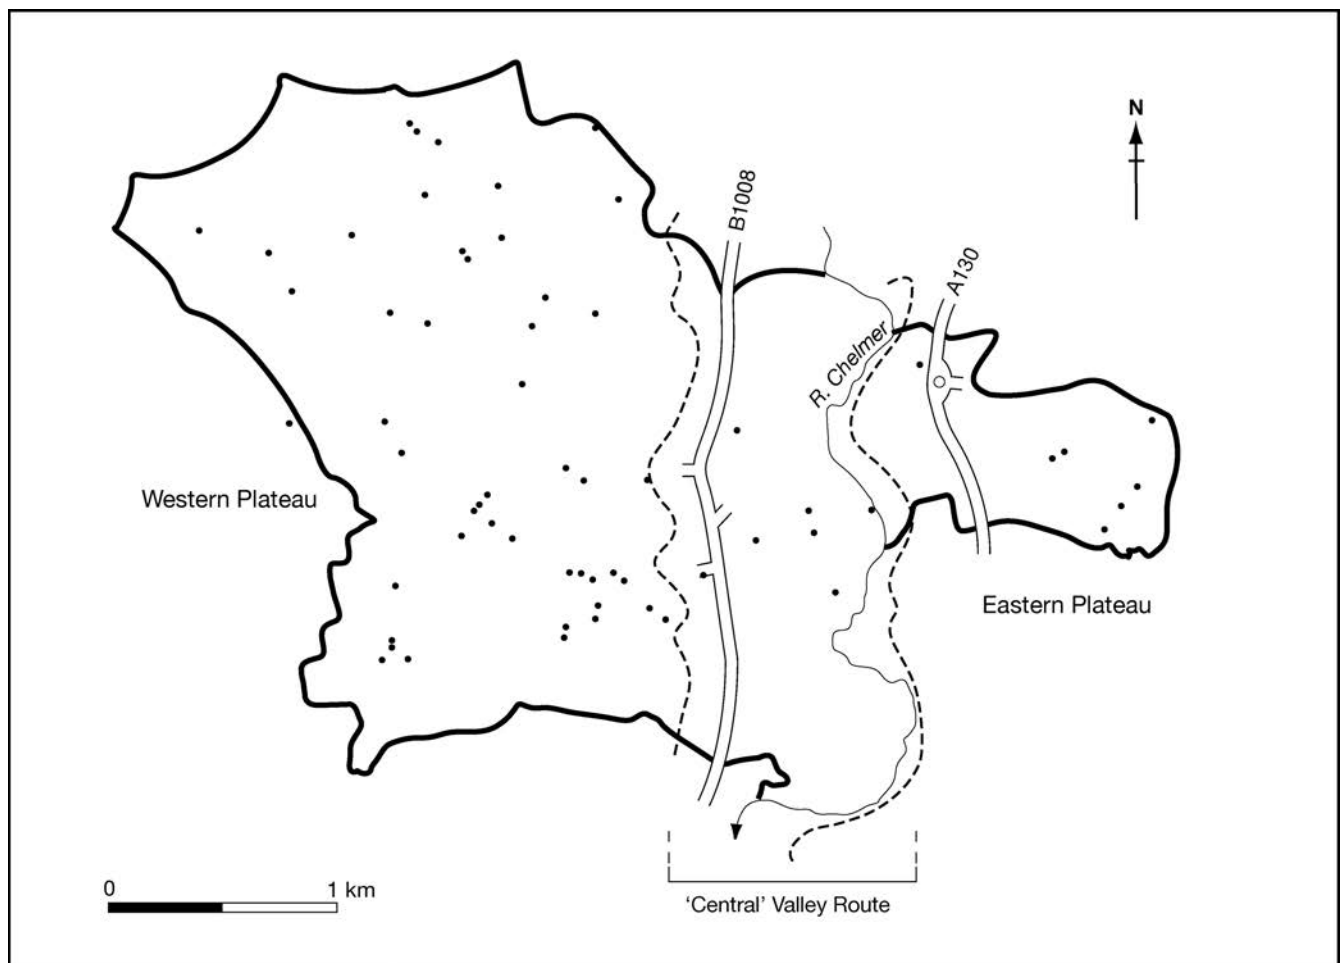 N
B1008
A130
R. Chelmer
Western Plateau
Eastern Plateau
0 1 km
‘Central’ Valley Route